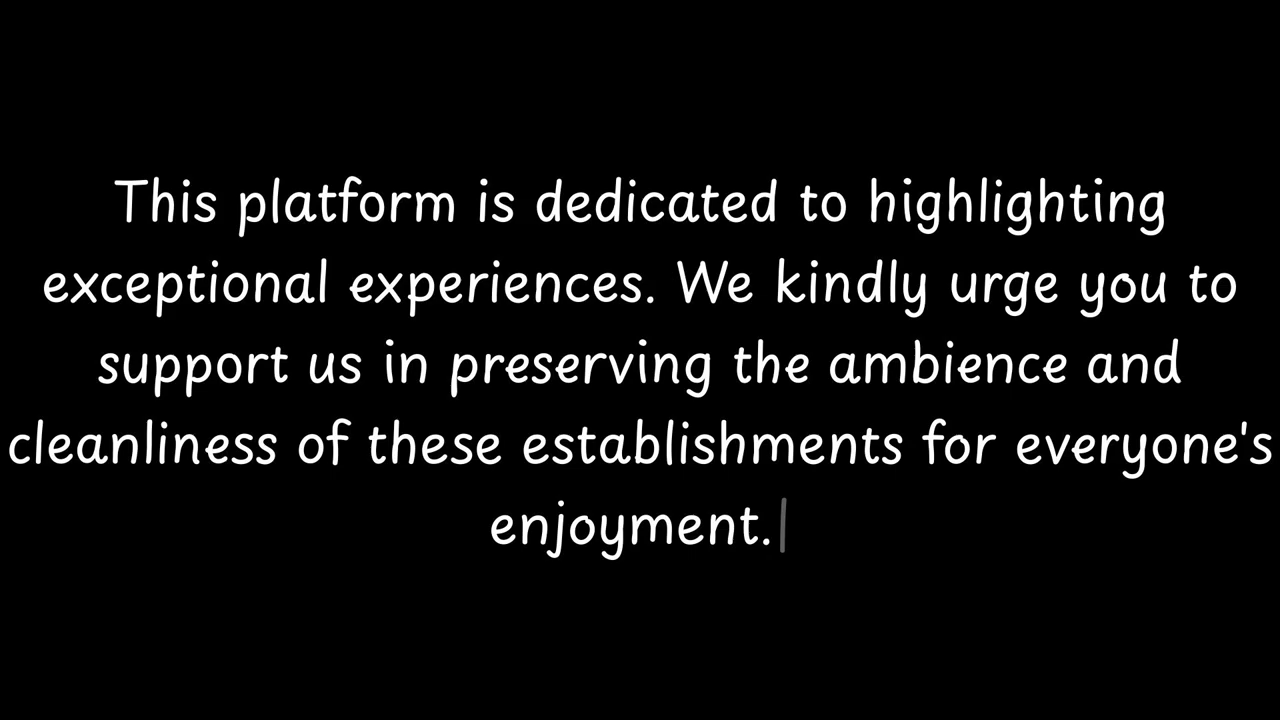 This platform is dedicated to highlighting
exceptional experiences. We kindly urge you to
support us in preserving the ambience and
cleanliness of these establishments for everyone's
enjoyment.